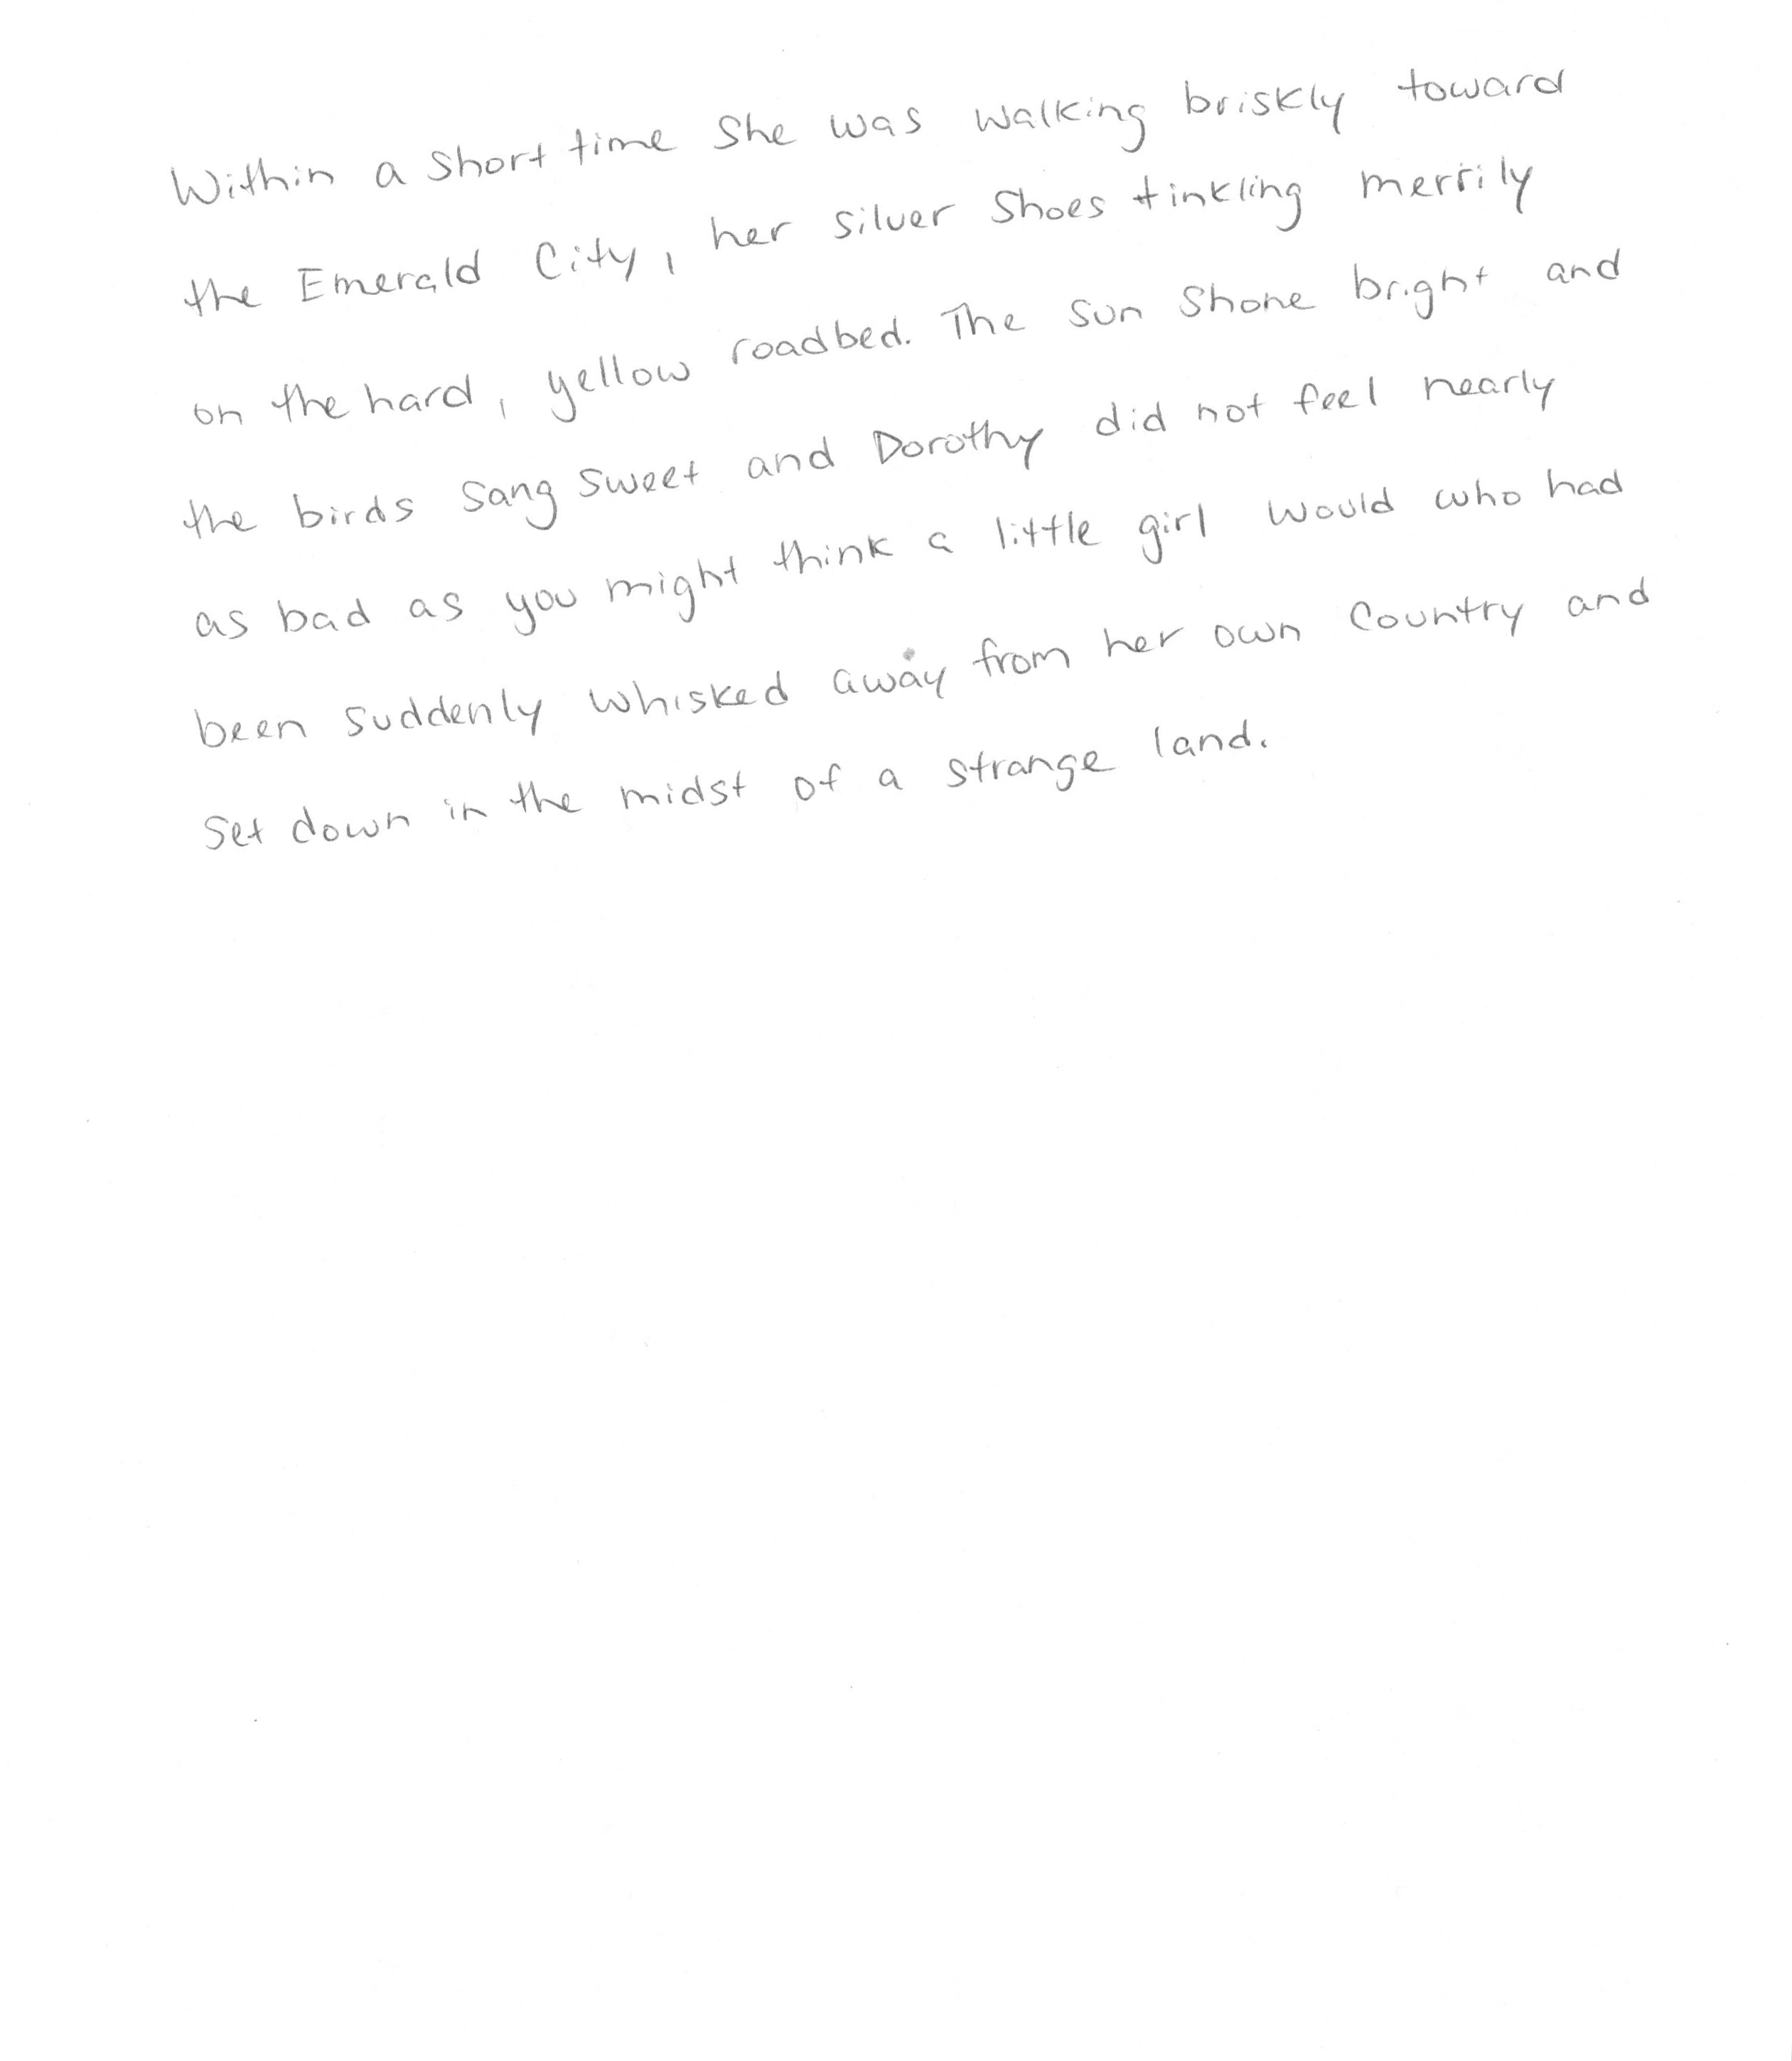 Within a short time she was walking briskly toward
the Emerald City, her silver shoes tinkling merrily
on the hard, yellow roadbed. The sun shone bright and
the birds sang sweet and Dorothy did not feel nearly
as bad as you might think a little girl would who had
been suddenly whisked away from her own country and
set down in the midst of a strange land.